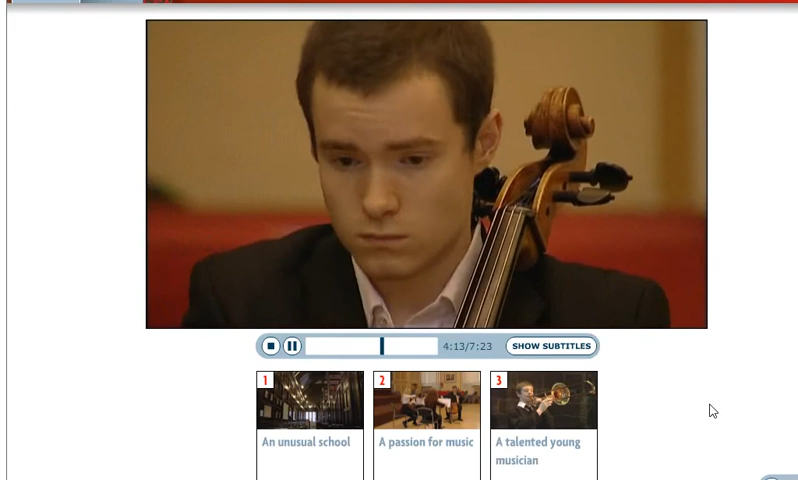 4:13/7:23
SHOW SUBTITLES
1
2
3
An unusual school
A passion for music
A talented young
musician